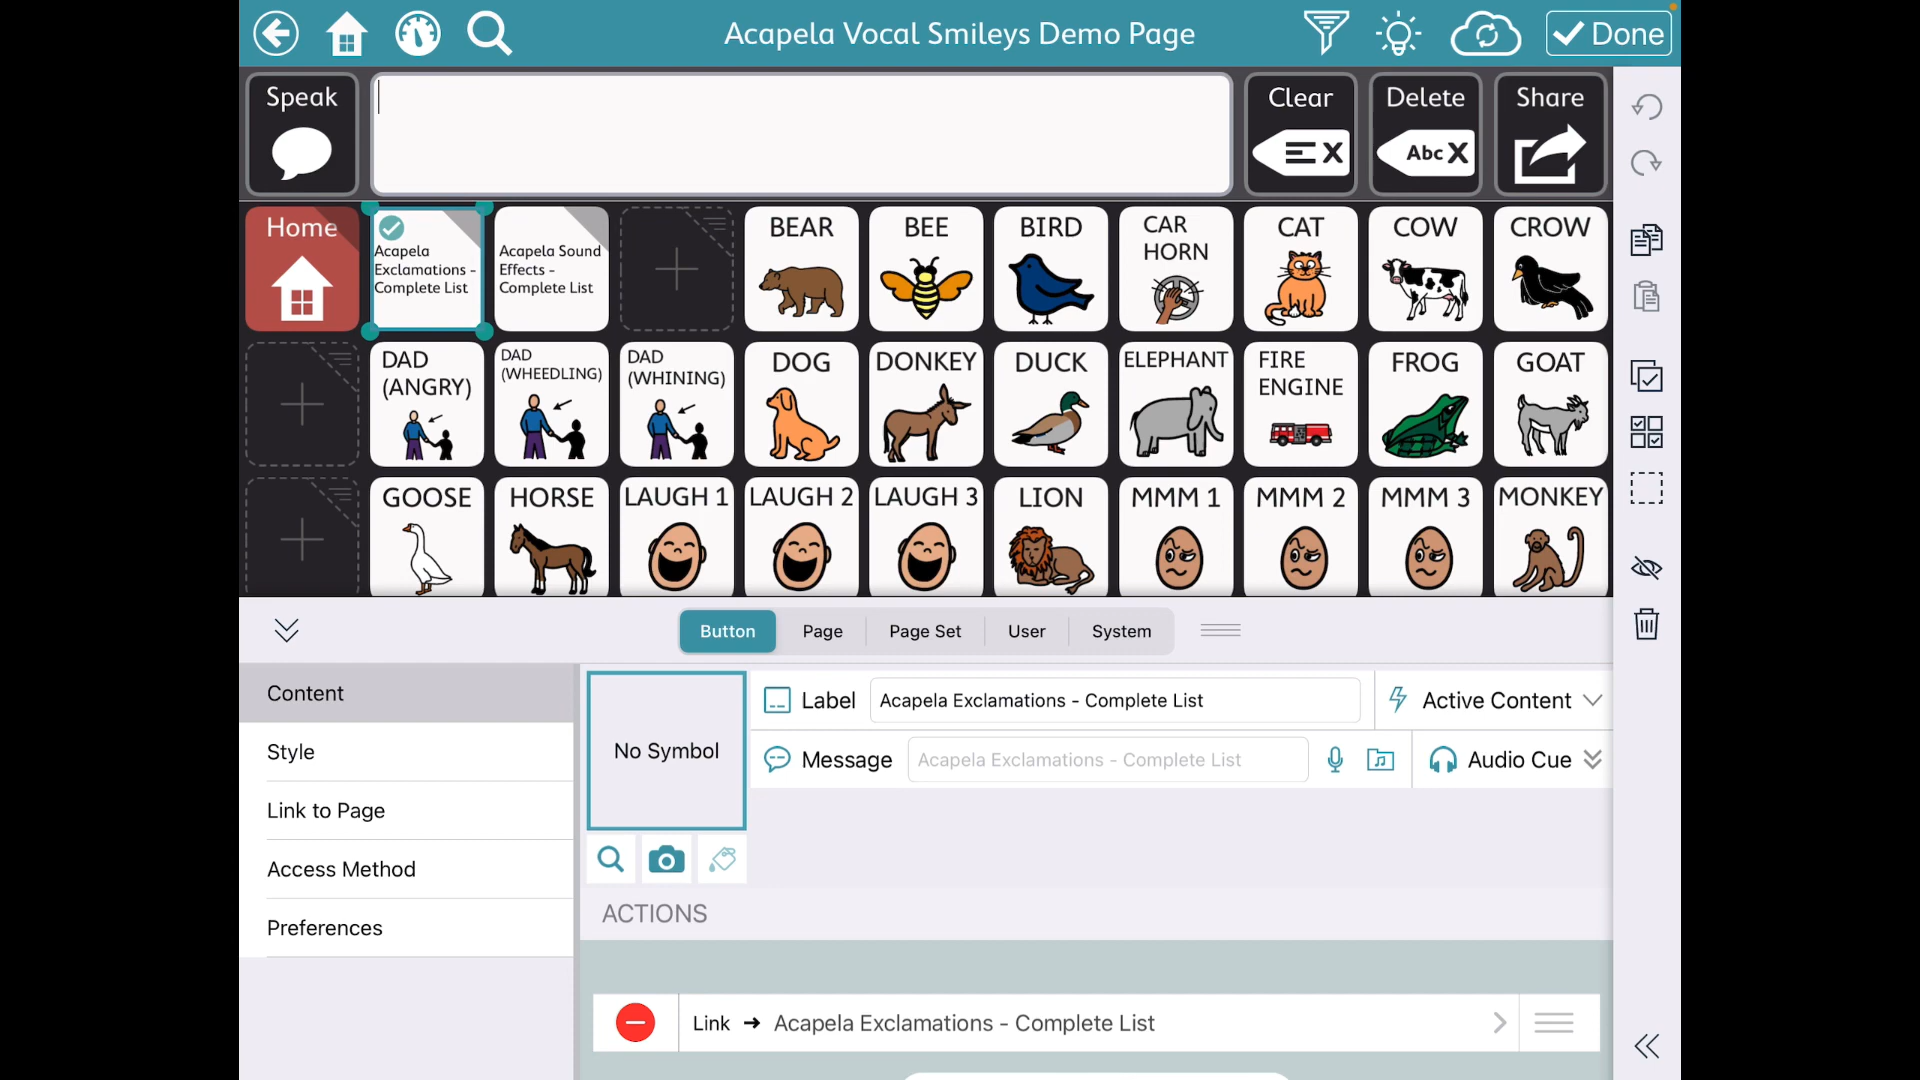 Acapela Vocal Smileys Demo Page
Done
Speak
Clear
Delete
Abc X
Share
Home
Acapela
Exclamations -
Complete List
Acapela Sound
Effects -
Complete List
BEAR
BEE
BIRD
CAR
HORN
CAT
COW
CROW
DAD
(ANGRY)
DAD
(WHEEDLING)
DAD
(WHINING)
DOG
DONKEY
DUCK
ELEPHANT
FIRE
ENGINE
FROG
GOAT
GOOSE
HORSE
LAUGH 1
LAUGH 2
LAUGH 3
LION
MMM 1
MMM 2
MMM 3
MONKEY
Button
Page
Page Set
User
System
Content
Style
Link to Page
Access Method
Preferences
No Symbol
Label
Acapela Exclamations - Complete List
Active Content
Message
Acapela Exclamations - Complete List
Audio Cue
ACTIONS
Link → Acapela Exclamations - Complete List